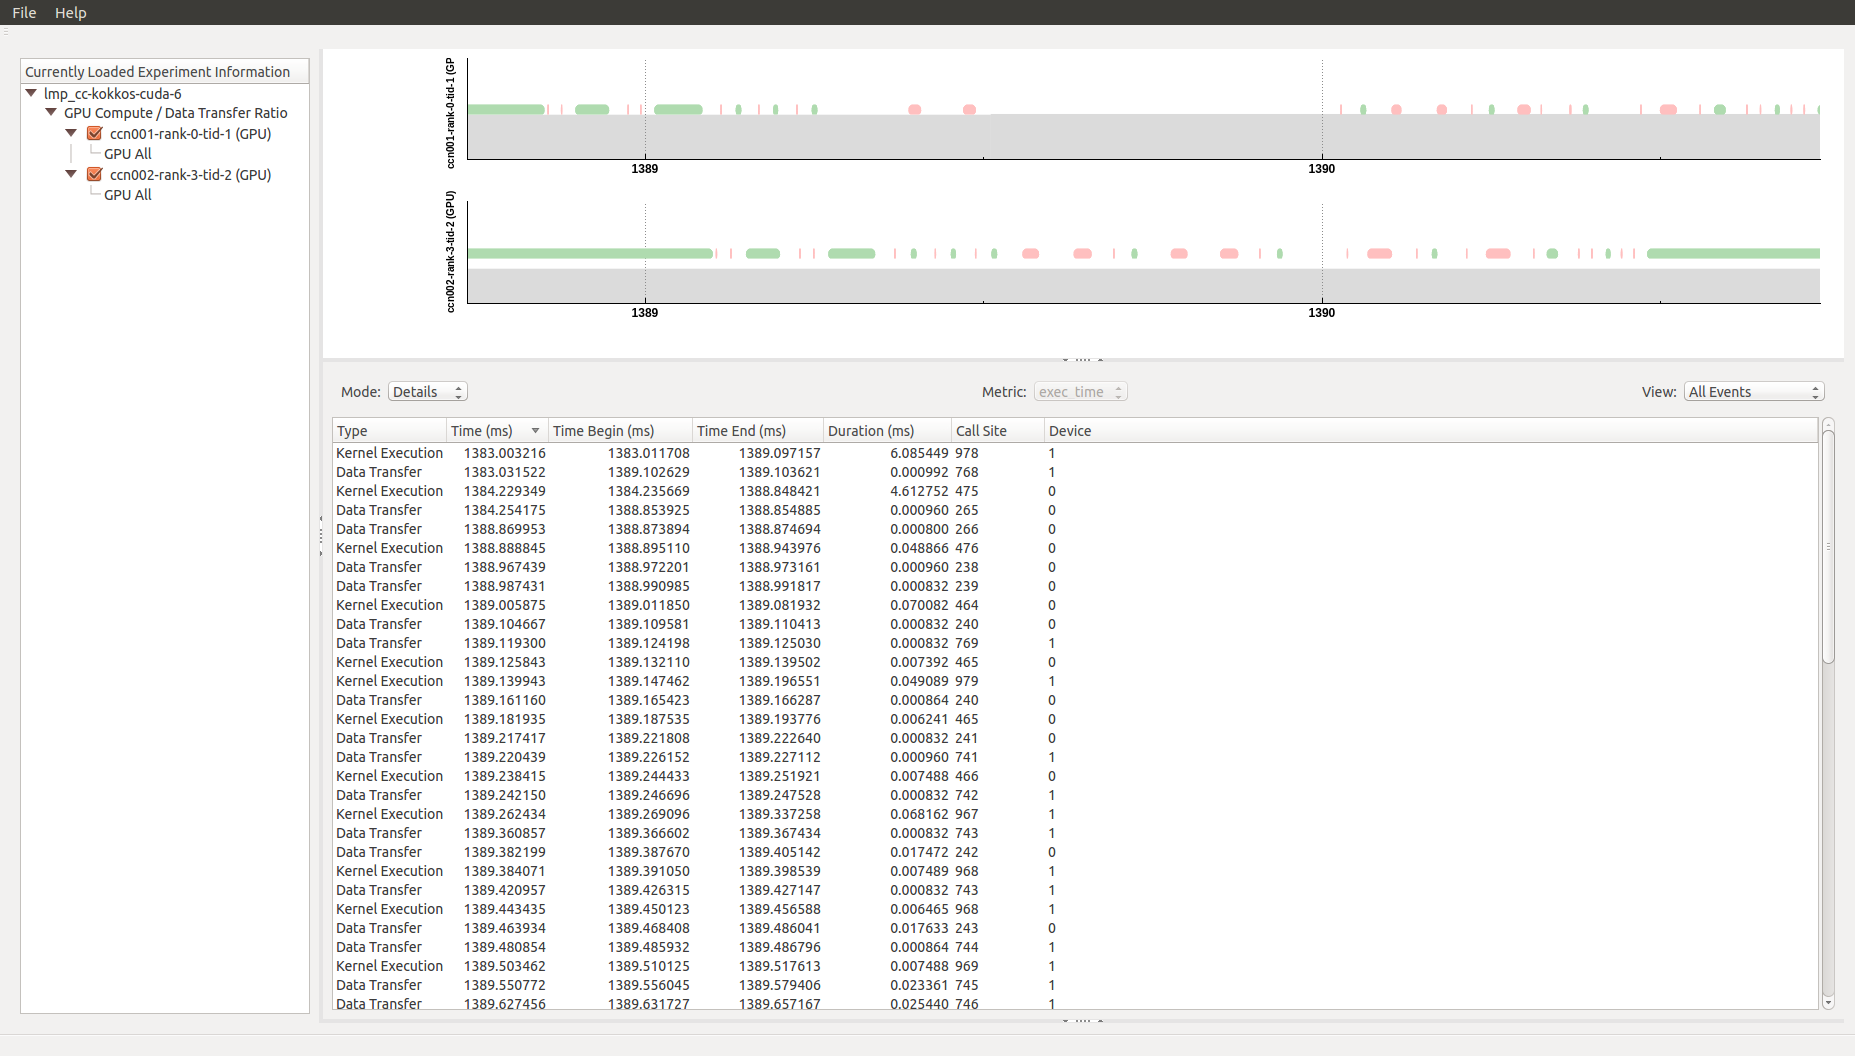 File Help
Currently Loaded Experiment Information
lmp_cc-kokkos-cuda-6
GPU Compute / Data Transfer Ratio
ccn001-rank-0-tid-1 (GPU)
GPU All
ccn002-rank-3-tid-2 (GPU)
GPU All
ccn001-rank-0-tid-1 (GP
1389 1390
ccn002-rank-3-tid-2 (GPU)
1389 1390
Mode: Details Metric: exec_time View: All Events
Type Time (ms) Time Begin (ms) Time End (ms) Duration (ms) Call Site Device
Kernel Execution 1383.003216 1383.011708 1389.097157 6.085449 978 1
Data Transfer 1383.031522 1389.102629 1389.103621 0.000992 768 1
Kernel Execution 1384.229349 1384.235669 1388.848421 4.612752 475 0
Data Transfer 1384.254175 1388.853925 1388.854885 0.000960 265 0
Data Transfer 1388.869953 1388.873894 1388.874694 0.000800 266 0
Kernel Execution 1388.888845 1388.895110 1388.943976 0.048866 476 0
Data Transfer 1388.967439 1388.972201 1388.973161 0.000960 238 0
Data Transfer 1388.987431 1388.990985 1388.991817 0.000832 239 0
Kernel Execution 1389.005875 1389.011850 1389.081932 0.070082 464 0
Data Transfer 1389.104667 1389.109581 1389.110413 0.000832 240 0
Data Transfer 1389.119300 1389.124198 1389.125030 0.000832 769 1
Kernel Execution 1389.125843 1389.132110 1389.139502 0.007392 465 0
Kernel Execution 1389.139943 1389.147462 1389.196551 0.049089 979 1
Data Transfer 1389.161160 1389.165423 1389.166287 0.000864 240 0
Kernel Execution 1389.181935 1389.187535 1389.193776 0.006241 465 0
Data Transfer 1389.217417 1389.221808 1389.222640 0.000832 241 0
Data Transfer 1389.220439 1389.226152 1389.227112 0.000960 741 1
Kernel Execution 1389.238415 1389.244433 1389.251921 0.007488 466 0
Data Transfer 1389.242150 1389.246696 1389.247528 0.000832 742 1
Kernel Execution 1389.262434 1389.269096 1389.337258 0.068162 967 1
Data Transfer 1389.360857 1389.366602 1389.367434 0.000832 743 1
Data Transfer 1389.382199 1389.387670 1389.405142 0.017472 242 0
Kernel Execution 1389.384071 1389.391050 1389.398539 0.007489 968 1
Data Transfer 1389.420957 1389.426315 1389.427147 0.000832 743 1
Kernel Execution 1389.443435 1389.450123 1389.456588 0.006465 968 1
Data Transfer 1389.463934 1389.468408 1389.486041 0.017633 243 0
Data Transfer 1389.480854 1389.485932 1389.486796 0.000864 744 1
Kernel Execution 1389.503462 1389.510125 1389.517613 0.007488 969 1
Data Transfer 1389.550772 1389.556045 1389.579406 0.023361 745 1
Data Transfer 1389.627456 1389.631727 1389.657167 0.025440 746 1